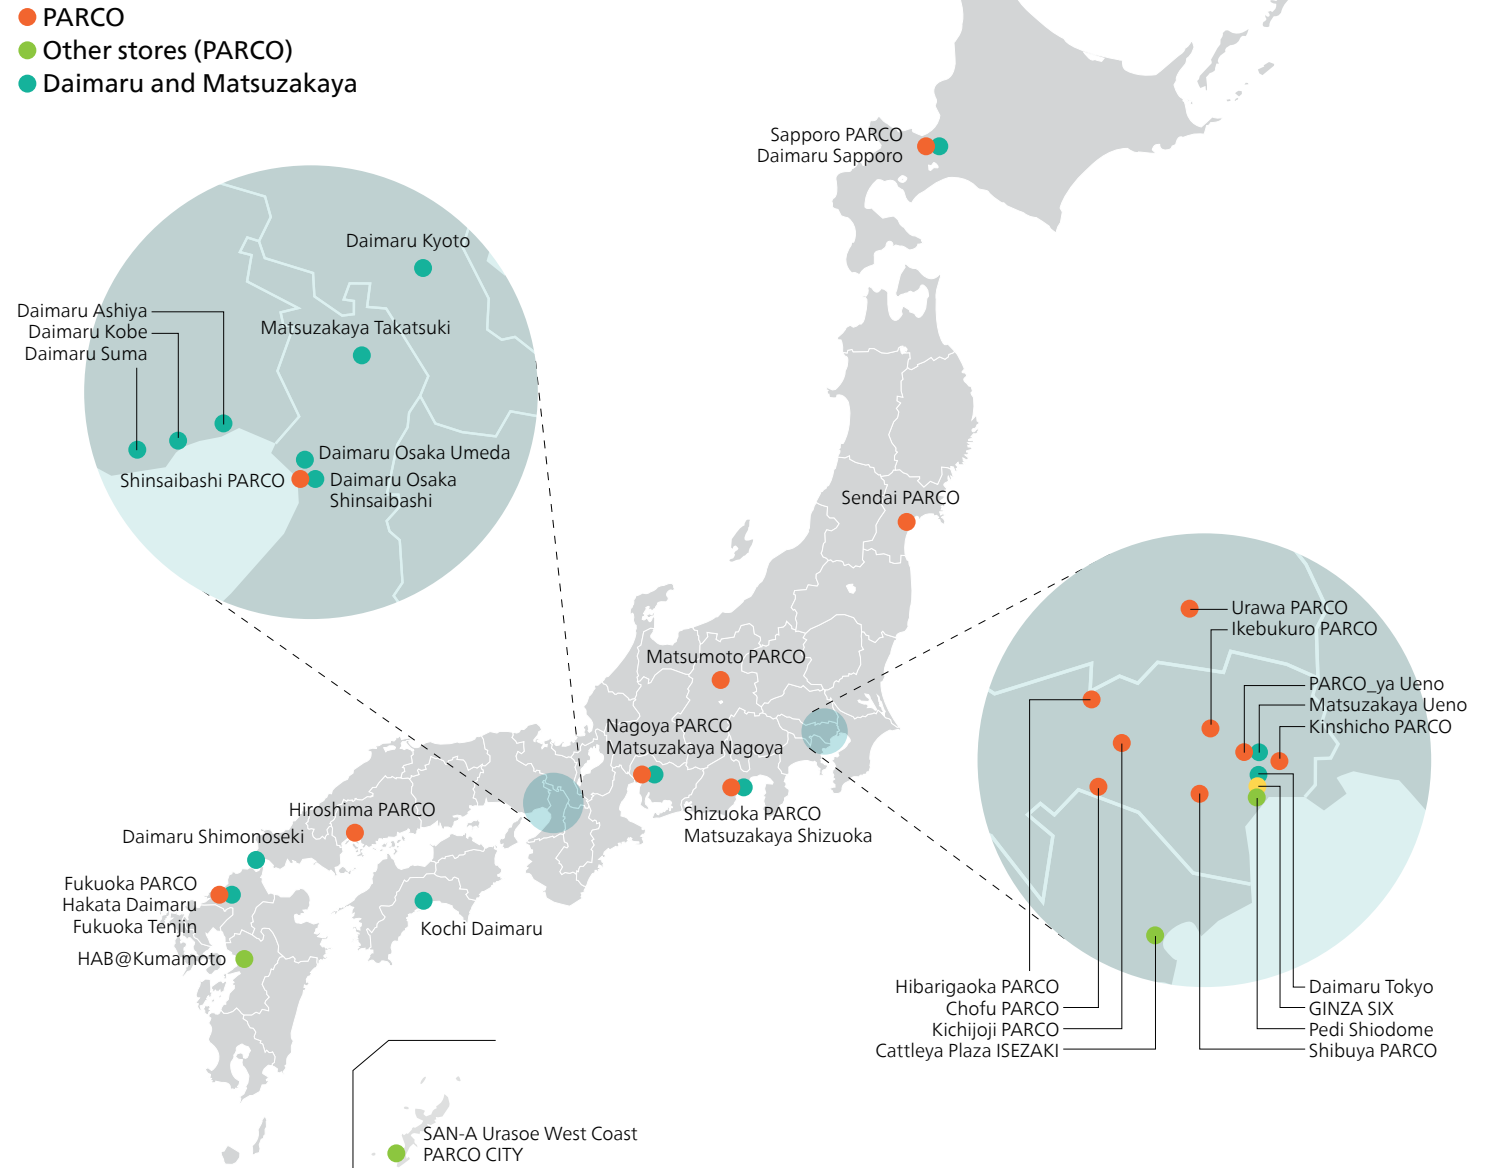 PARCO
Other stores (PARCO)
Daimaru and Matsuzakaya
Sapporo PARCO
Daimaru Sapporo
Daimaru Kyoto
Daimaru Ashiya
Daimaru Kobe
Daimaru Suma
Matsuzakaya Takatsuki
Daimaru Osaka Umeda
Shinsaibashi PARCO
Daimaru Osaka
Shinsaibashi
Sendai PARCO
Urawa PARCO
Ikebukuro PARCO
PARCO_ya Ueno
Matsuzakaya Ueno
Kinshicho PARCO
Matsumoto PARCO
Nagoya PARCO
Matsuzakaya Nagoya
Shizuoka PARCO
Matsuzakaya Shizuoka
Hiroshima PARCO
Daimaru Shimonoseki
Fukuoka PARCO
Hakata Daimaru
Fukuoka Tenjin
Kochi Daimaru
HAB@Kumamoto
Hibarigaoka PARCO
Chofu PARCO
Kichijoji PARCO
Cattleya Plaza ISEZAKI
Daimaru Tokyo
GINZA SIX
Pedi Shiodome
Shibuya PARCO
SAN-A Urasoe West Coast
PARCO CITY